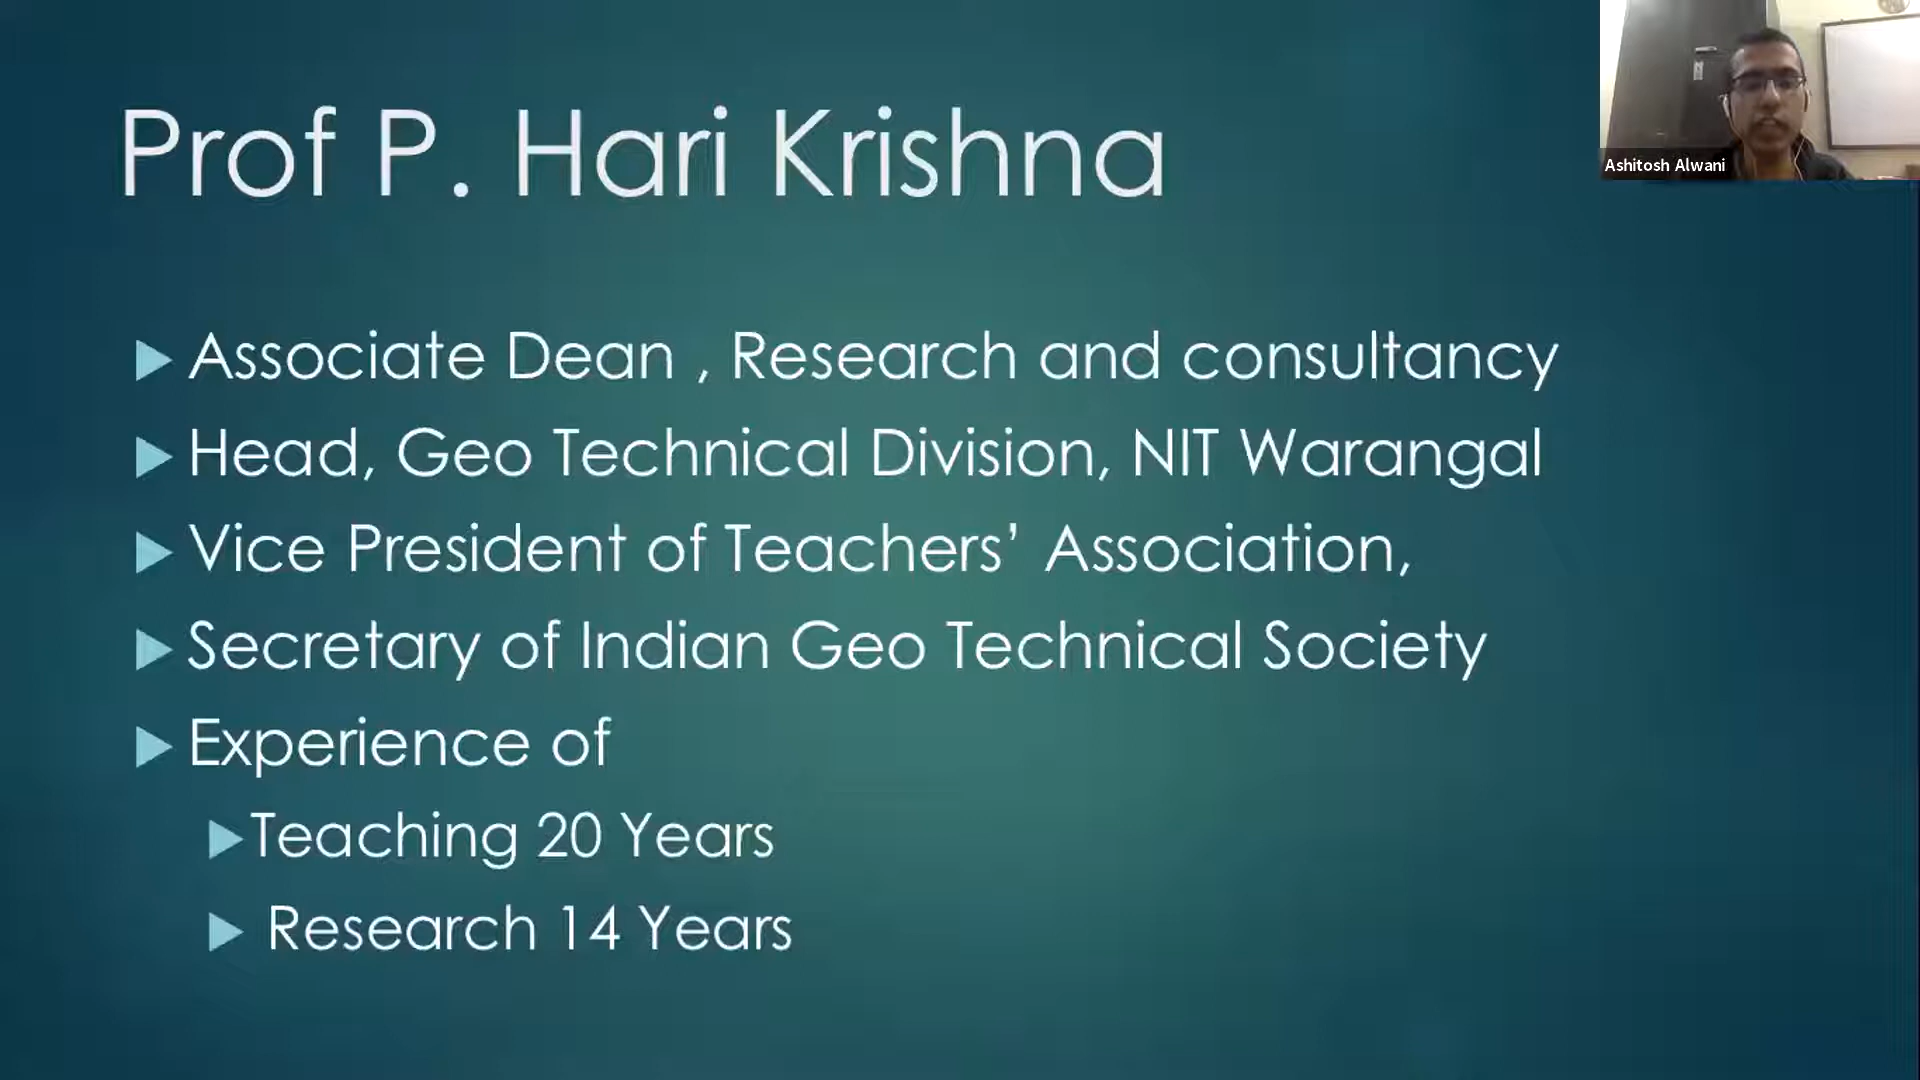 Prof P. Hari Krishna
Ashitosh Alwani
Associate Dean , Research and consultancy
Head, Geo Technical Division, NIT Warangal
Vice President of Teachers’ Association,
Secretary of Indian Geo Technical Society
Experience of
Teaching 20 Years
Research 14 Years